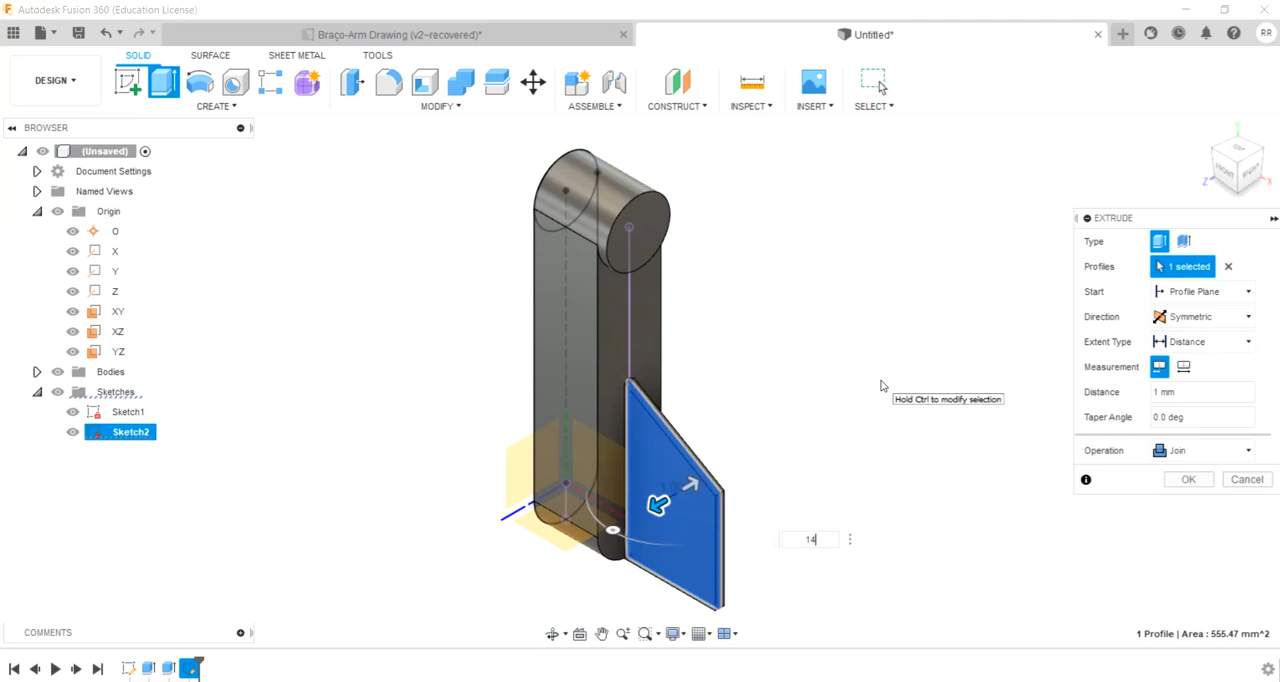 Autodesk Fusion 360 (Education License)
Braço-Arm Drawing (v2~recovered)*
Untitled*
RR
DESIGN
SOLID SURFACE SHEET METAL TOOLS
CREATE MODIFY ASSEMBLE CONSTRUCT INSPECT INSERT SELECT
BROWSER
(Unsaved)
Document Settings
Named Views
Origin
O
X
Y
Z
XY
XZ
YZ
Bodies
Sketches
Sketch1
Sketch2
TOP
FRONT
RIGHT
Z
X
EXTRUDE
Type
Profiles 1 selected
Start Profile Plane
Direction Symmetric
Extent Type Distance
Measurement
Distance 1 mm
Taper Angle 0.0 deg
Operation Join
OK Cancel
Hold Ctrl to modify selection
14
COMMENTS
1 Profile | Area : 555.47 mm^2